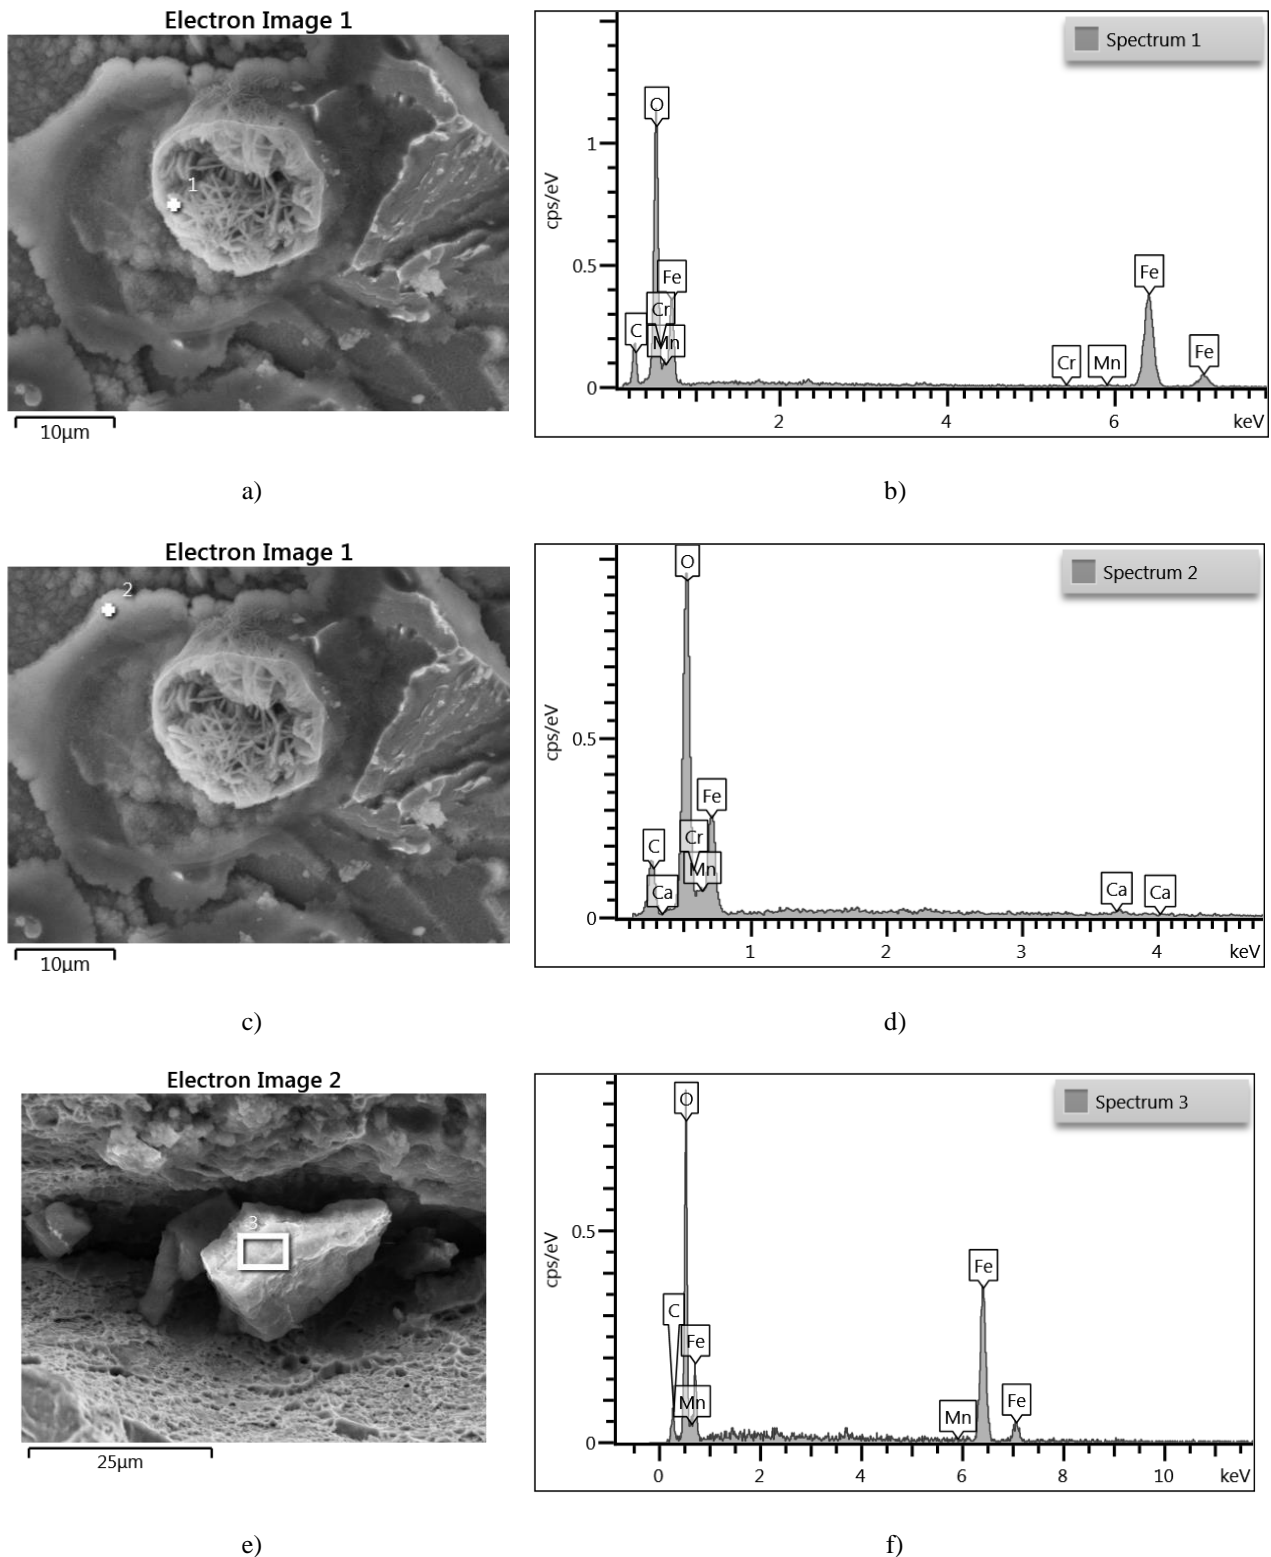 Electron Image 1
1
10µm
a)
Spectrum 1
cps/eV
1
0.5
0
O
Fe
Cr
C
Mn
Cr
Mn
Fe
Fe
2
4
6
keV
b)
Electron Image 1
2
10µm
c)
Spectrum 2
cps/eV
0.5
0
O
Fe
Cr
C
Mn
Ca
Ca
Ca
1
2
3
4
keV
d)
Electron Image 2
3
25µm
e)
Spectrum 3
cps/eV
0.5
0
O
C
Fe
Mn
Mn
Fe
Fe
0
2
4
6
8
10
keV
f)